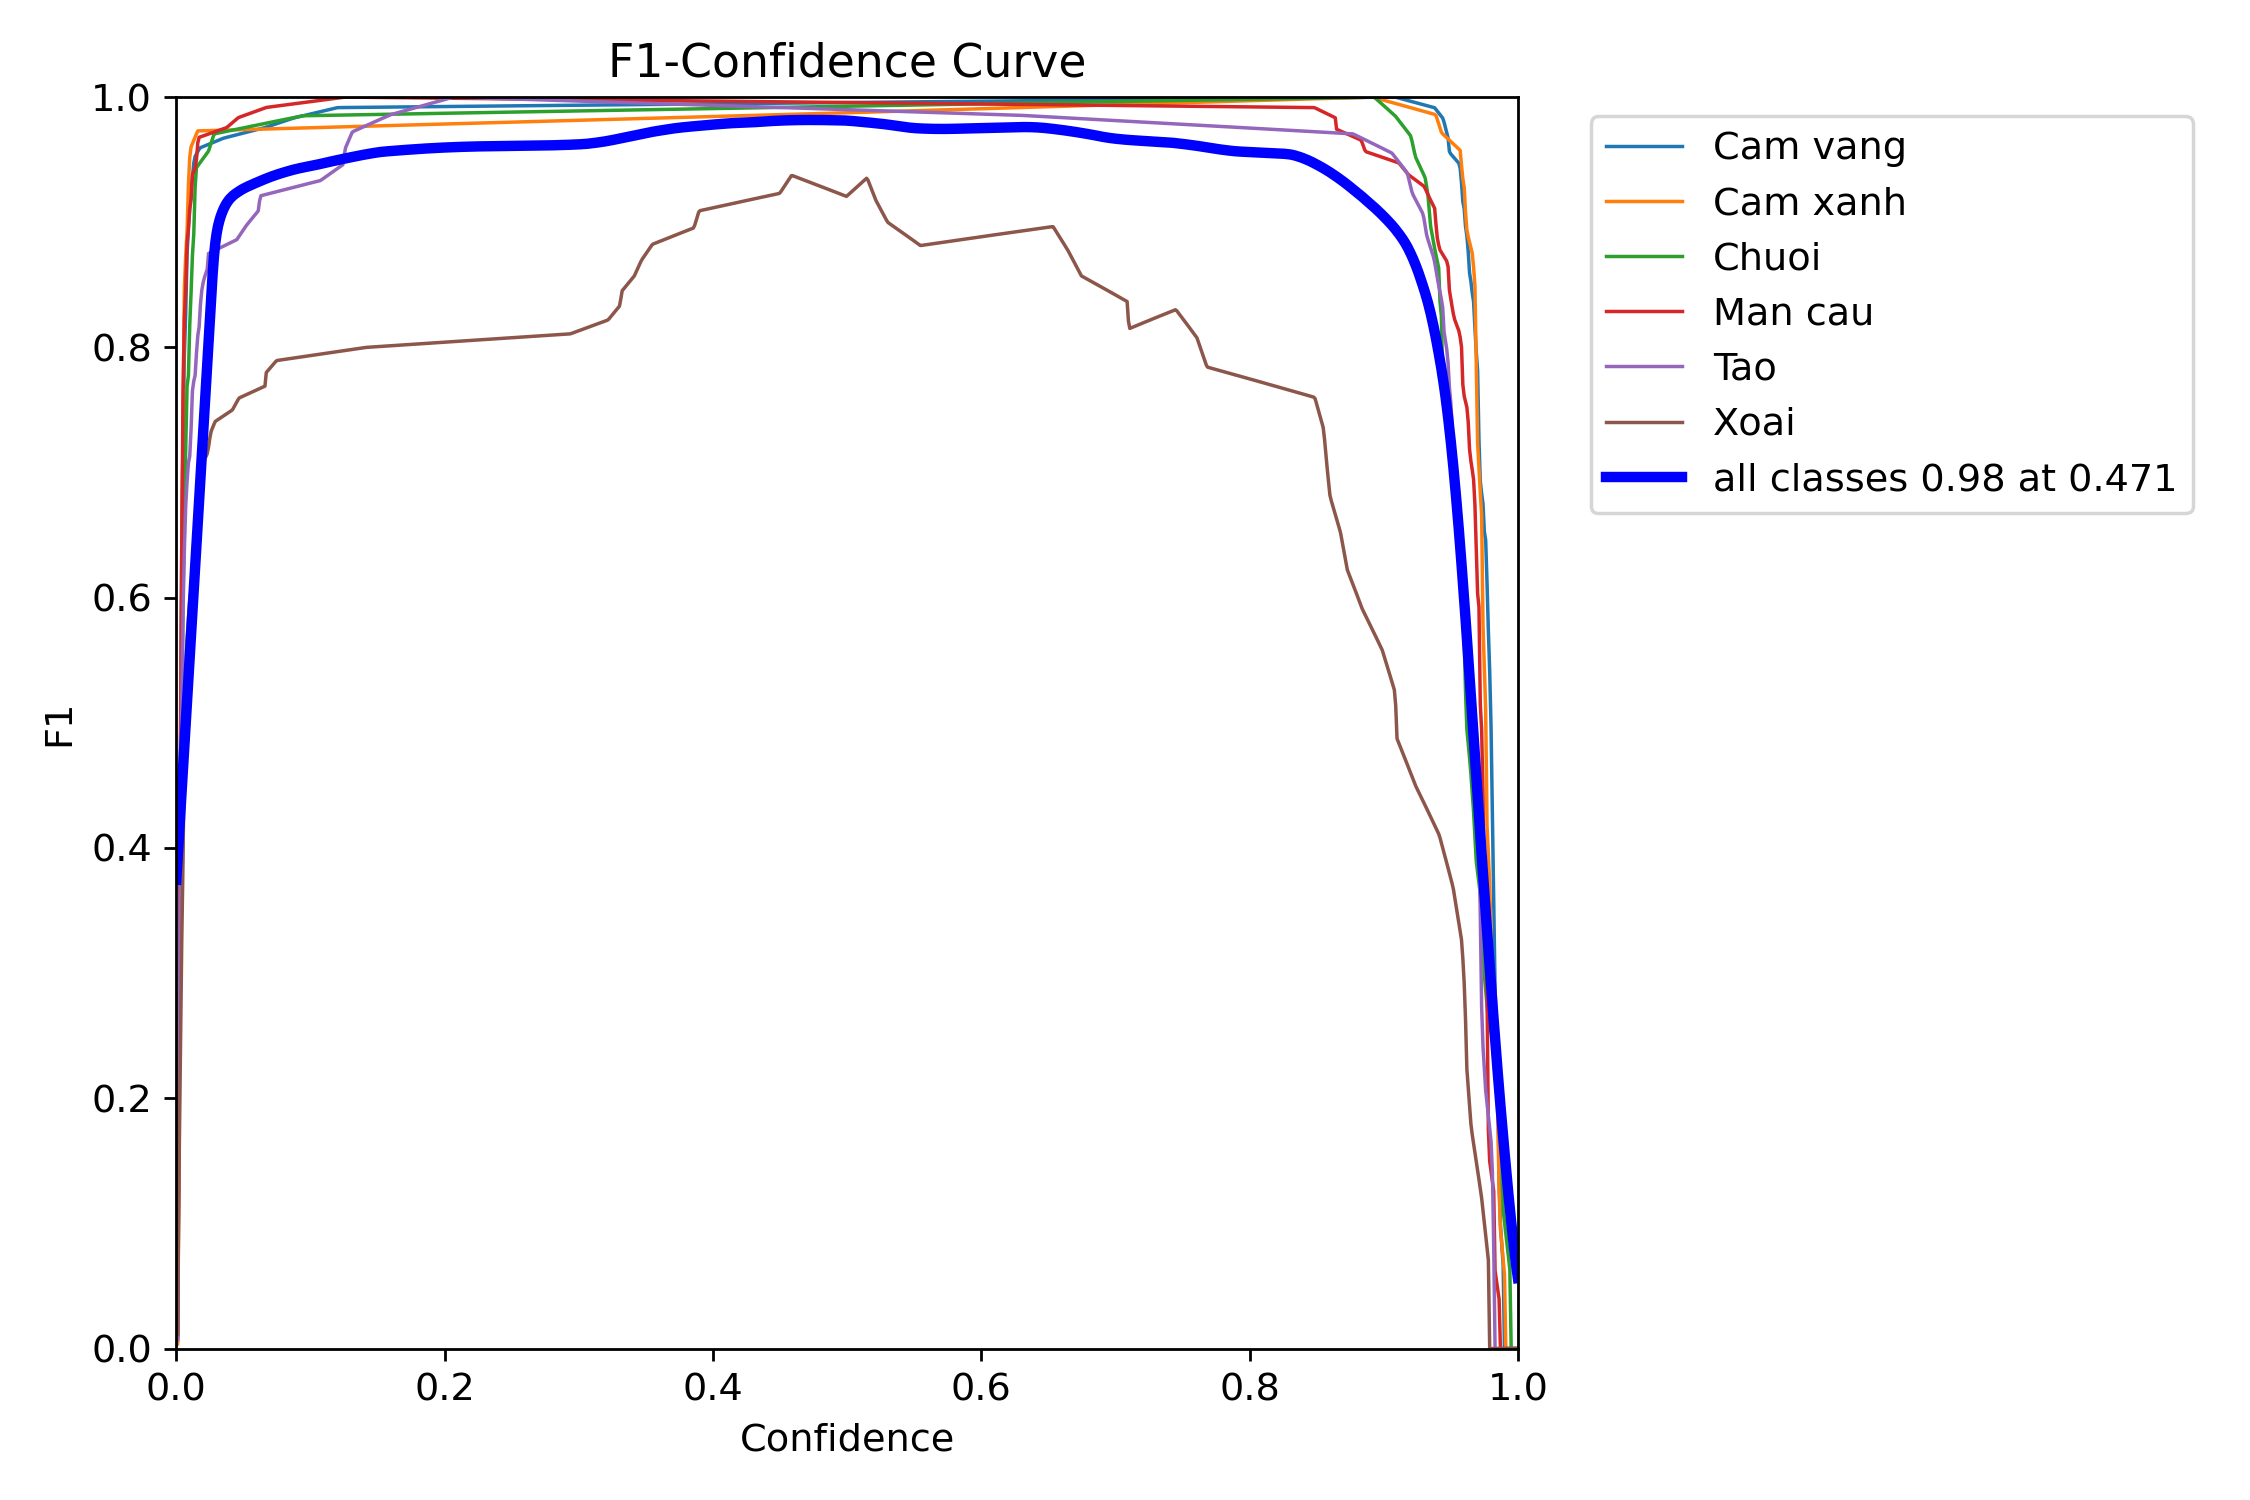 F1-Confidence Curve
1.0
0.8
0.6
0.4
0.2
0.0
F1
0.0 0.2 0.4 0.6 0.8 1.0
Confidence
Cam vang
Cam xanh
Chuoi
Man cau
Tao
Xoai
all classes 0.98 at 0.471